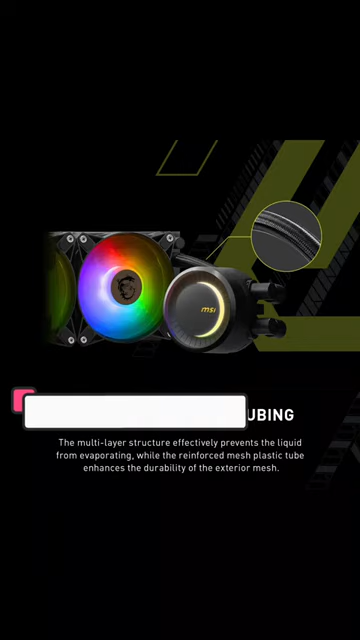 msi
UBING
The multi-layer structure effectively prevents the liquid
from evaporating, while the reinforced mesh plastic tube
enhances the durability of the exterior mesh.